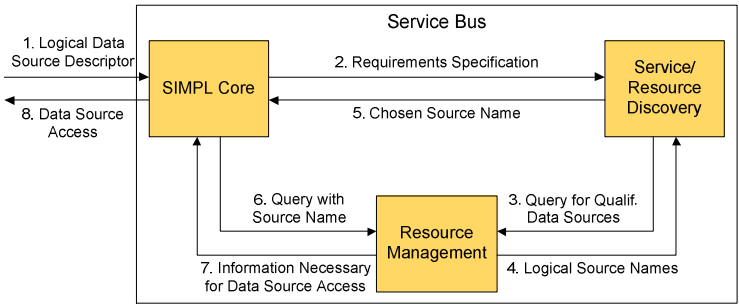 Service Bus
1. Logical Data
Source Descriptor
SIMPL Core
2. Requirements Specification
Service/
Resource
Discovery
8. Data Source
Access
5. Chosen Source Name
6. Query with
Source Name
3. Query for Qualif.
Data Sources
Resource
Management
7. Information Necessary
for Data Source Access
4. Logical Source Names